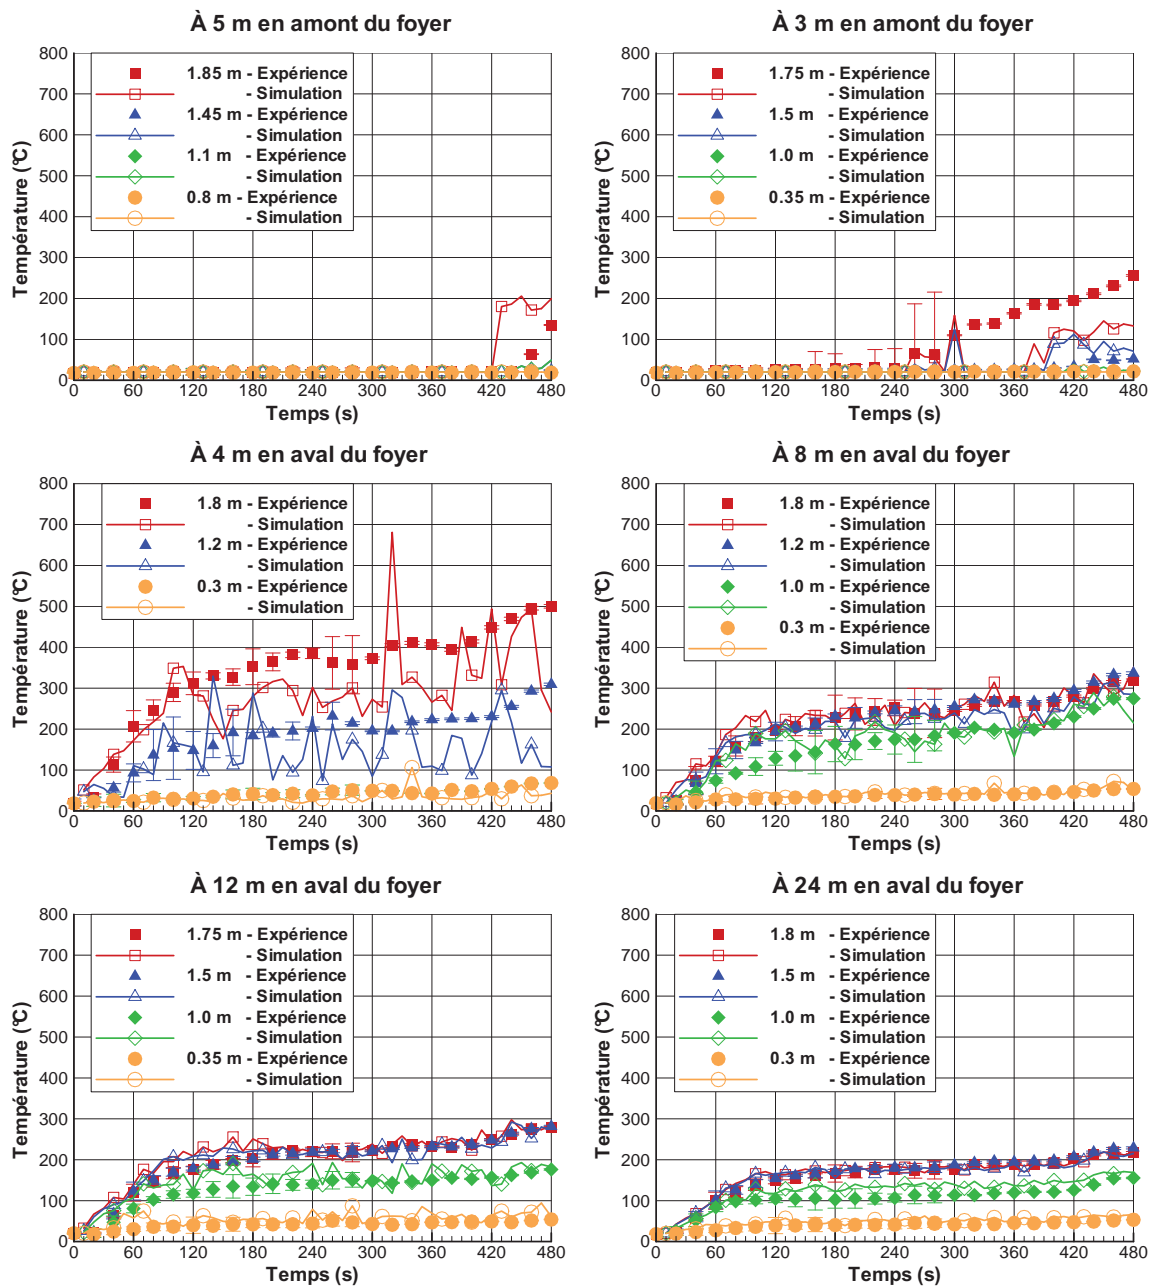 À 5 m en amont du foyer
Température (°C)
800
700
600
500
400
300
200
100
0
1.85 m - Expérience
- Simulation
1.45 m - Expérience
- Simulation
1.1 m - Expérience
- Simulation
0.8 m - Expérience
- Simulation
0 60 120 180 240 300 360 420 480
Temps (s)
À 3 m en amont du foyer
Température (°C)
800
700
600
500
400
300
200
100
0
1.75 m - Expérience
- Simulation
1.5 m - Expérience
- Simulation
1.0 m - Expérience
- Simulation
0.35 m - Expérience
- Simulation
0 60 120 180 240 300 360 420 480
Temps (s)
À 4 m en aval du foyer
Température (°C)
800
700
600
500
400
300
200
100
0
1.8 m - Expérience
- Simulation
1.2 m - Expérience
- Simulation
0.3 m - Expérience
- Simulation
0 60 120 180 240 300 360 420 480
Temps (s)
À 8 m en aval du foyer
Température (°C)
800
700
600
500
400
300
200
100
0
1.8 m - Expérience
- Simulation
1.2 m - Expérience
- Simulation
1.0 m - Expérience
- Simulation
0.3 m - Expérience
- Simulation
0 60 120 180 240 300 360 420 480
Temps (s)
À 12 m en aval du foyer
Température (°C)
800
700
600
500
400
300
200
100
0
1.75 m - Expérience
- Simulation
1.5 m - Expérience
- Simulation
1.0 m - Expérience
- Simulation
0.35 m - Expérience
- Simulation
0 60 120 180 240 300 360 420 480
Temps (s)
À 24 m en aval du foyer
Température (°C)
800
700
600
500
400
300
200
100
0
1.8 m - Expérience
- Simulation
1.5 m - Expérience
- Simulation
1.0 m - Expérience
- Simulation
0.3 m - Expérience
- Simulation
0 60 120 180 240 300 360 420 480
Temps (s)